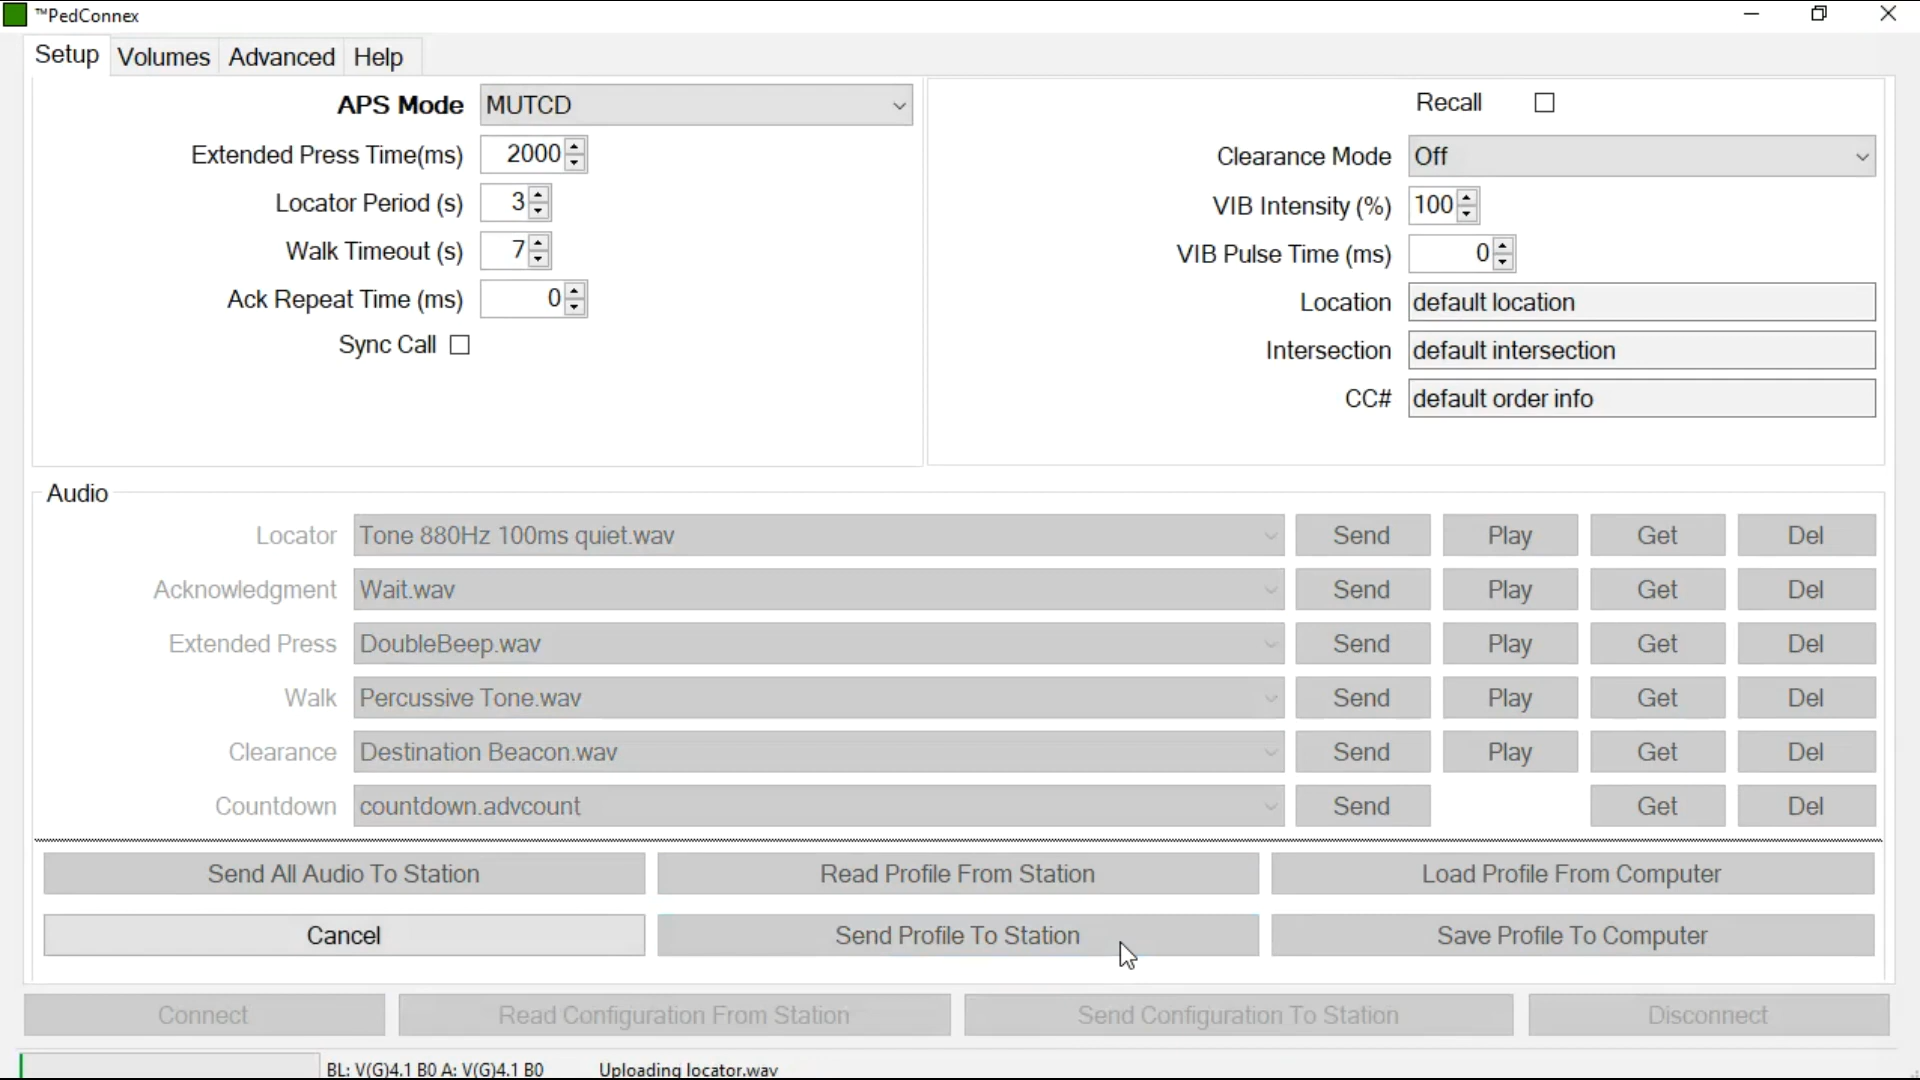 ™PedConnex
Setup Volumes Advanced Help
APS Mode MUTCD
Extended Press Time(ms) 2000
Locator Period (s) 3
Walk Timeout (s) 7
Ack Repeat Time (ms) 0
Sync Call
Recall
Clearance Mode Off
VIB Intensity (%) 100
VIB Pulse Time (ms) 0
Location default location
Intersection default intersection
CC# default order info
Audio
Locator Tone 880Hz 100ms quiet.wav Send Play Get Del
Acknowledgment Wait.wav Send Play Get Del
Extended Press DoubleBeep.wav Send Play Get Del
Walk Percussive Tone.wav Send Play Get Del
Clearance Destination Beacon.wav Send Play Get Del
Countdown countdown.advcount Send Get Del
Send All Audio To Station Read Profile From Station Load Profile From Computer
Cancel Send Profile To Station Save Profile To Computer
Connect Read Configuration From Station Send Configuration To Station Disconnect
BL: V(G)4.1 B0 A: V(G)4.1 B0 Uploading locator.wav